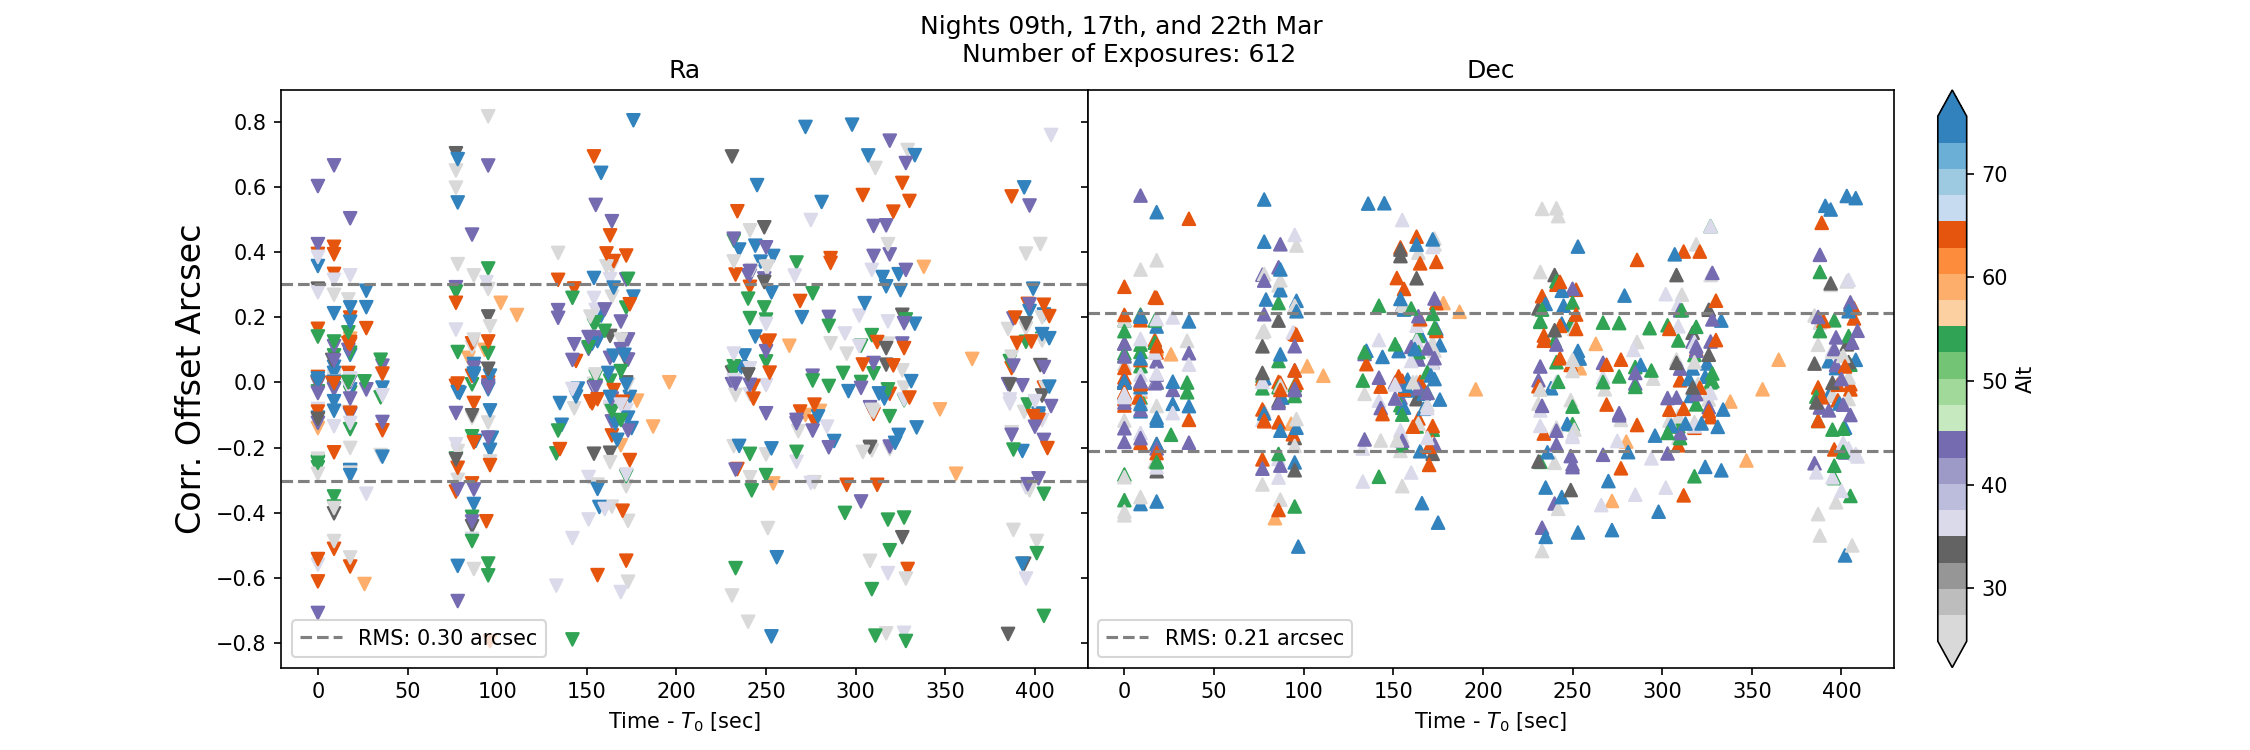 Nights 09th, 17th, and 22th Mar
Number of Exposures: 612
Ra
Dec
Corr. Offset Arcsec
0.8
0.6
0.4
0.2
0.0
−0.2
−0.4
−0.6
−0.8
RMS: 0.30 arcsec
RMS: 0.21 arcsec
0 50 100 150 200 250 300 350 400
0 50 100 150 200 250 300 350 400
Time - T₀ [sec]
Time - T₀ [sec]
70
60
50
40
30
Alt